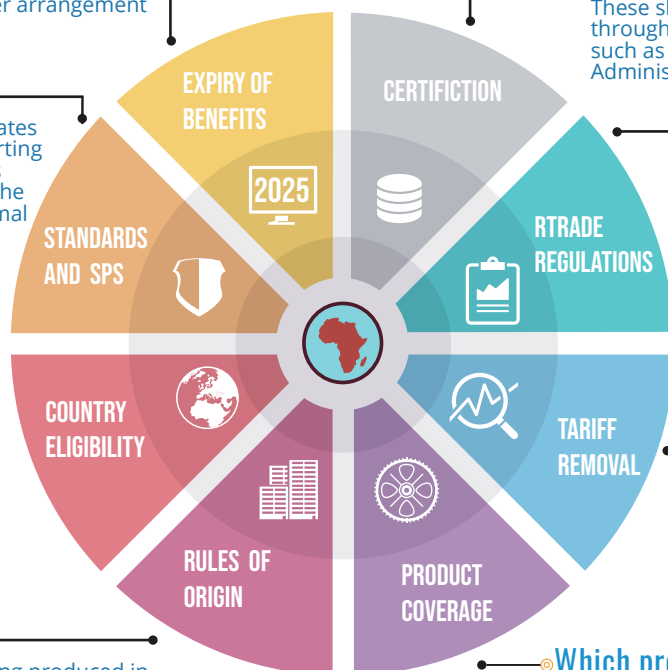 er arrangement
These sl
through
such as
Adminis
ates
rting
he
nal
EXPIRY OF
BENEFITS
2025
CERTIFICTION
RTRADE
REGULATIONS
STANDARDS
AND SPS
COUNTRY
ELIGIBILITY
TARIFF
REMOVAL
RULES OF
ORIGIN
PRODUCT
COVERAGE
ng produced in
Which pr